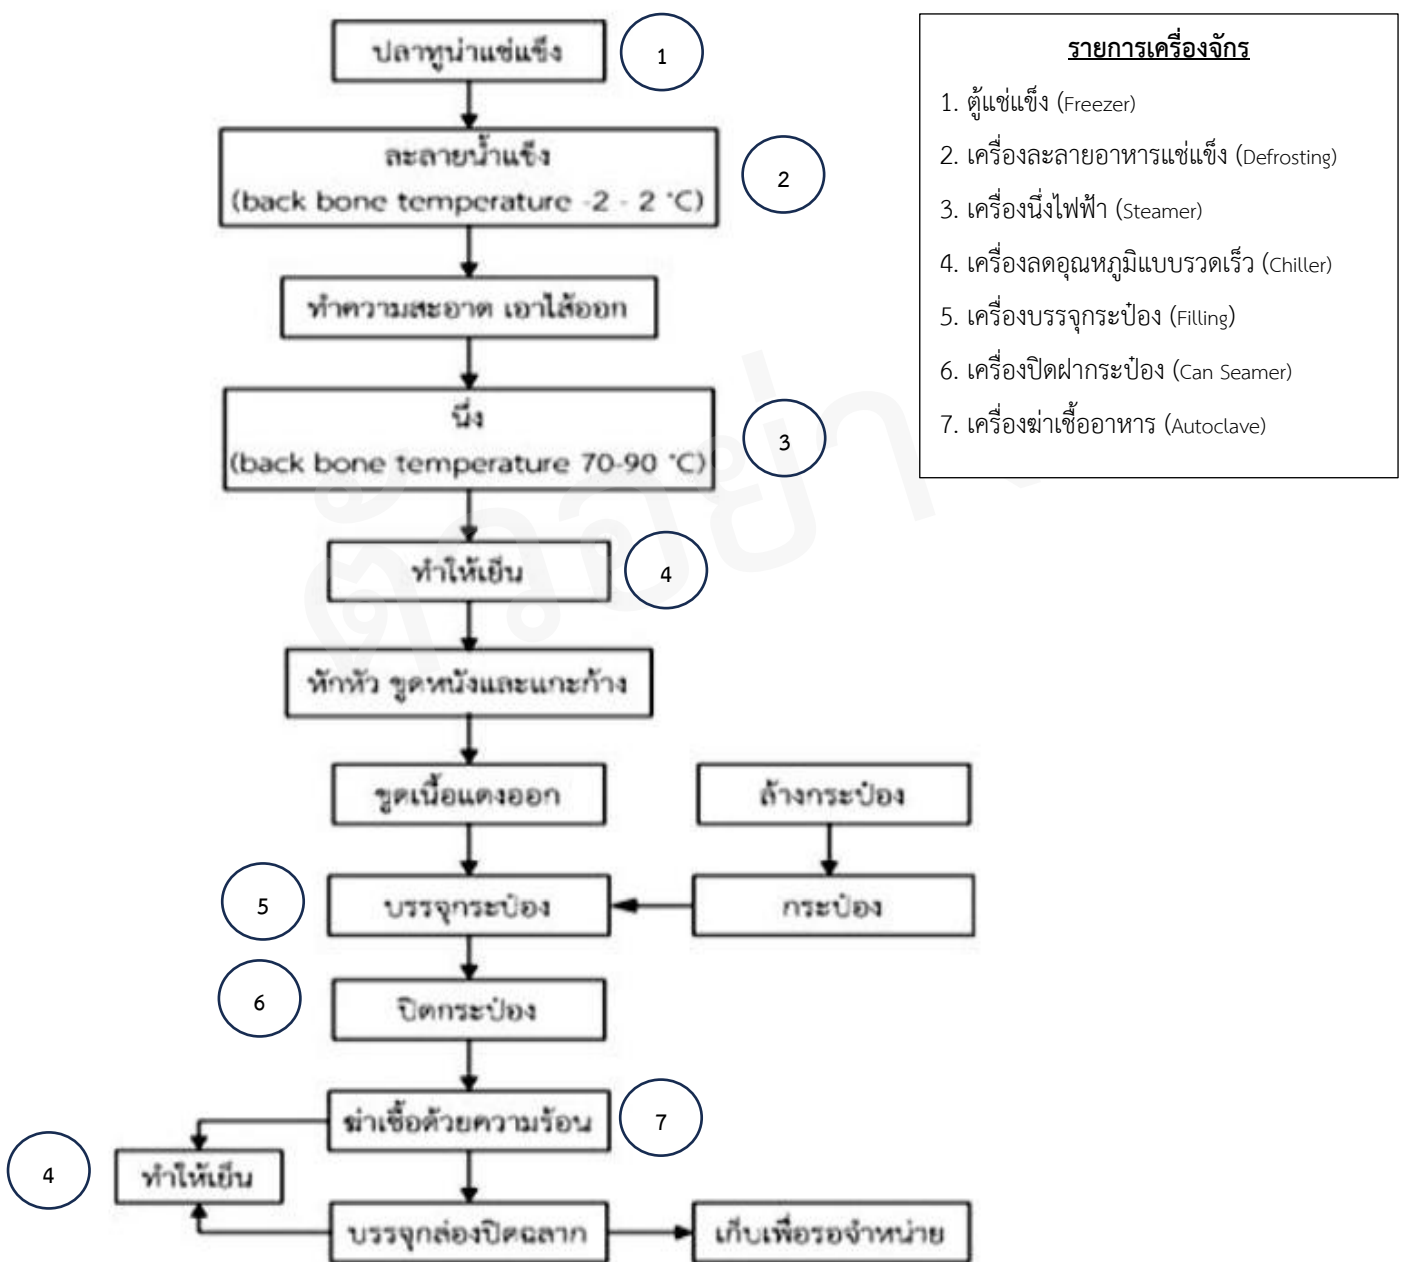 ปลาทูน่าแช่แข็ง
1
ละลายน้ำแข็ง
(back bone temperature -2 - 2 °C)
2
ทำความสะอาด เอาไส้ออก
นึ่ง
(back bone temperature 70-90 °C)
3
ทำให้เย็น
4
หักหัว ขูดหนังและแกะก้าง
ขูดเนื้อแดงออก
ล้างกระป๋อง
5
บรรจุกระป๋อง
กระป๋อง
6
ปิดกระป๋อง
ฆ่าเชื้อด้วยความร้อน
7
4
ทำให้เย็น
บรรจุกล่องปิดฉลาก
เก็บเพื่อรอจำหน่าย
รายการเครื่องจักร
1. ตู้แช่แข็ง (Freezer)
2. เครื่องละลายอาหารแช่แข็ง (Defrosting)
3. เครื่องนึ่งไฟฟ้า (Steamer)
4. เครื่องลดอุณหภูมิแบบรวดเร็ว (Chiller)
5. เครื่องบรรจุกระป๋อง (Filling)
6. เครื่องปิดฝากระป๋อง (Can Seamer)
7. เครื่องฆ่าเชื้ออาหาร (Autoclave)
ตัวอย่า